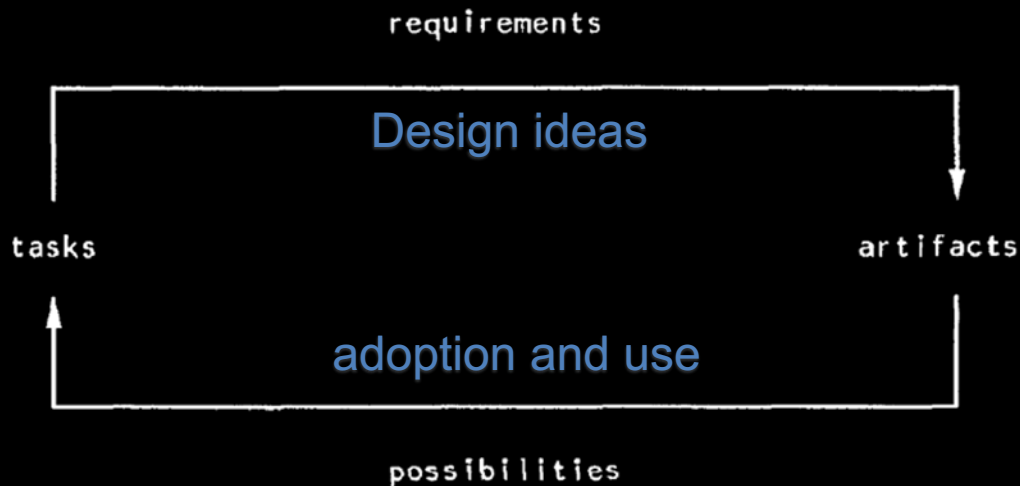 requirements
Design ideas
tasks
artifacts
adoption and use
possibilities